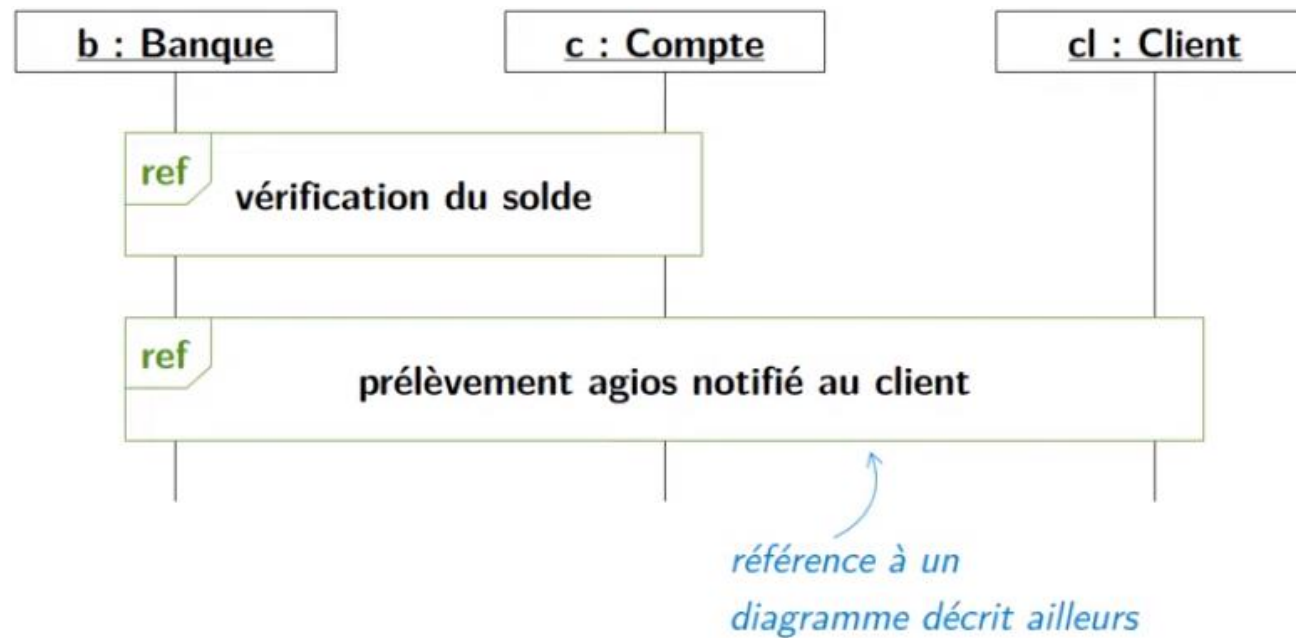 b : Banque
c : Compte
cl : Client
ref
vérification du solde
ref
prélèvement agios notifié au client
référence à un
diagramme décrit ailleurs